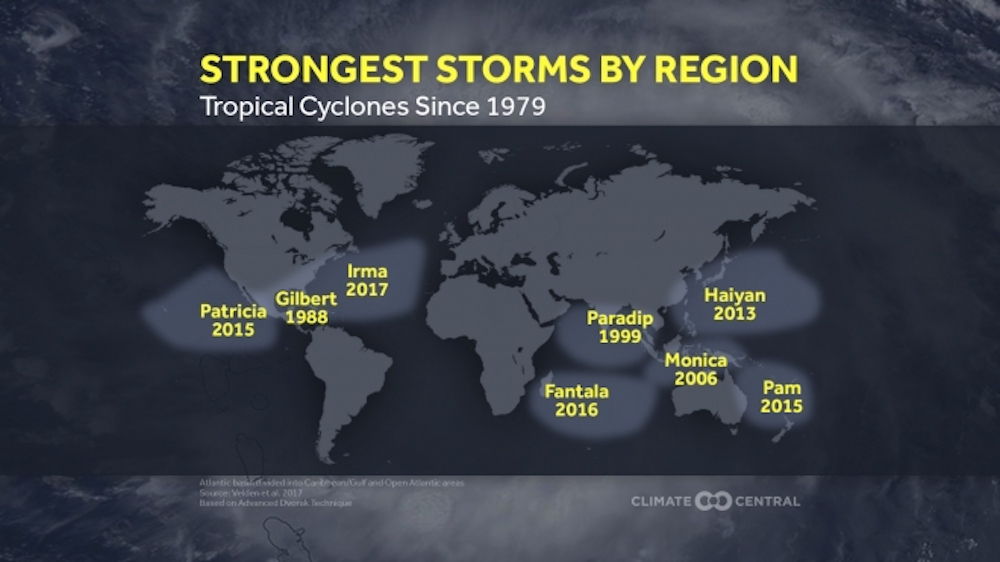 STRONGEST STORMS BY REGION
Tropical Cyclones Since 1979
Irma
2017
Gilbert
1988
Patricia
2015
Haiyan
2013
Paradip
1999
Monica
2006
Fantala
2016
Pam
2015
Atlantic basin divided into Caribbean/Gulf and Open Atlantic areas
Source: Velden et al. 2017
Based on Advanced Dvorak Technique
CLIMATE CENTRAL